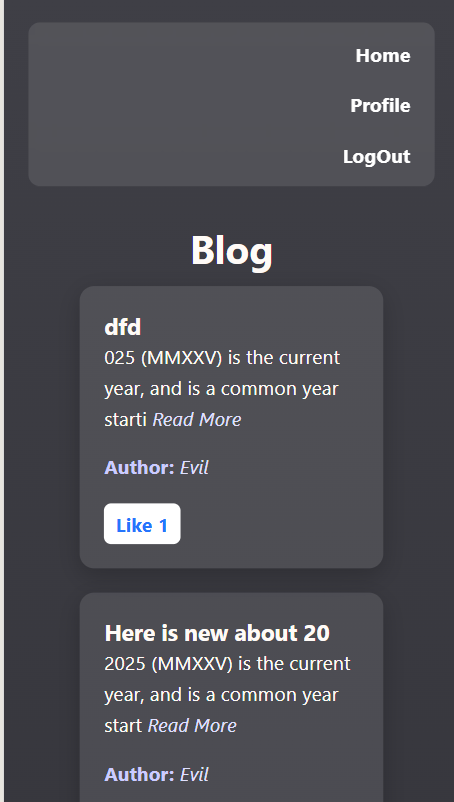 Home
Profile
LogOut
Blog
dfd
025 (MMXXV) is the current
year, and is a common year
starti Read More
Author: Evil
Like 1
Here is new about 20
2025 (MMXXV) is the current
year, and is a common year
start Read More
Author: Evil